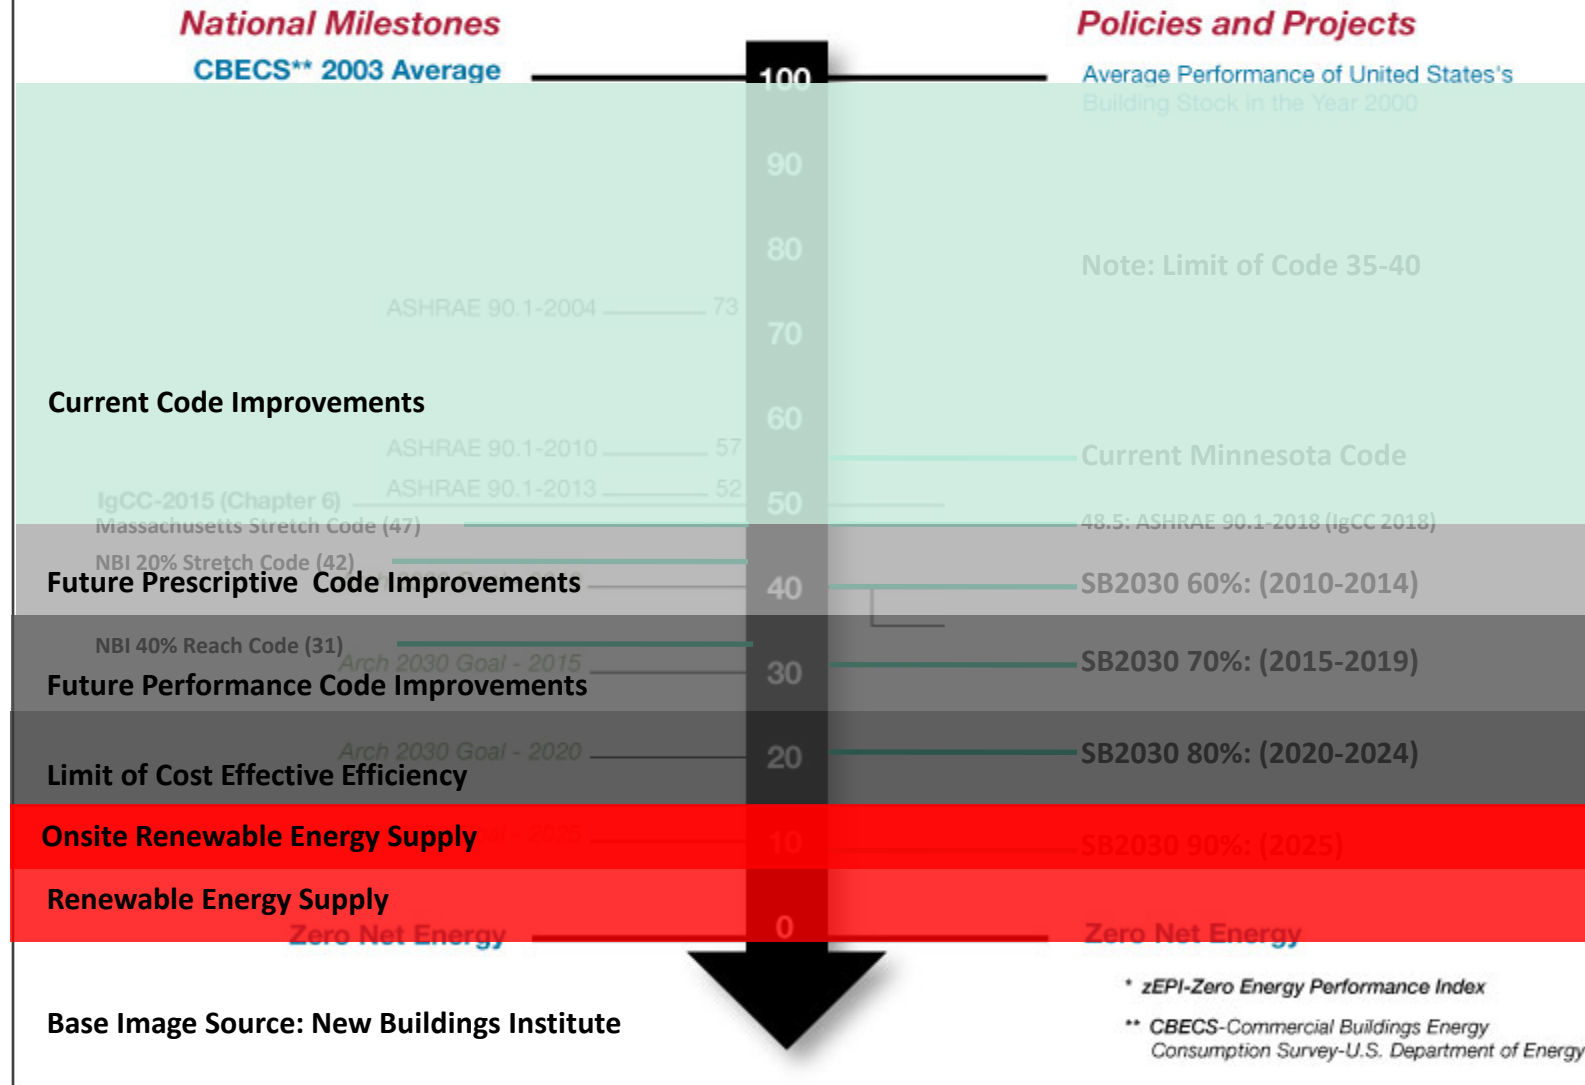 National Milestones
Policies and Projects
CBECS** 2003 Average
100
Average Performance of United States's
Building Stock in the Year 2000
90
80
Note: Limit of Code 35-40
ASHRAE 90.1-2004 73
70
Current Code Improvements
60
ASHRAE 90.1-2010 57
Current Minnesota Code
ASHRAE 90.1-2013 52
IgCC-2015 (Chapter 6)
50
Massachusetts Stretch Code (47)
48.5: ASHRAE 90.1-2018 (IgCC 2018)
NBI 20% Stretch Code (42)
Future Prescriptive Code Improvements
40
SB2030 60%: (2010-2014)
NBI 40% Reach Code (31)
Arch 2030 Goal - 2015
30
SB2030 70%: (2015-2019)
Future Performance Code Improvements
Arch 2030 Goal - 2020
20
SB2030 80%: (2020-2024)
Limit of Cost Effective Efficiency
Onsite Renewable Energy Supply
- 2025
10
SB2030 90%: (2025)
Renewable Energy Supply
Zero Net Energy
0
Zero Net Energy
* zEPI-Zero Energy Performance Index
Base Image Source: New Buildings Institute
** CBECS-Commercial Buildings Energy
Consumption Survey-U.S. Department of Energy